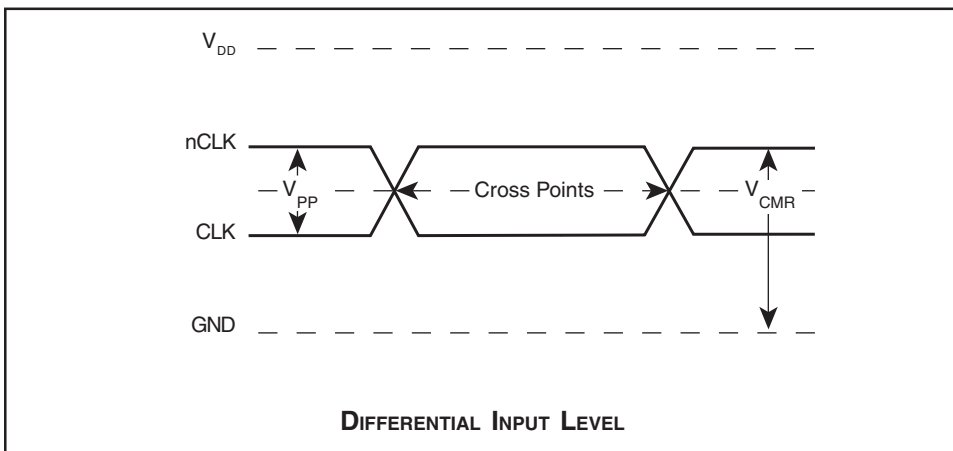 VDD
nCLK
VPP
Cross Points
VCMR
CLK
GND
DIFFERENTIAL INPUT LEVEL